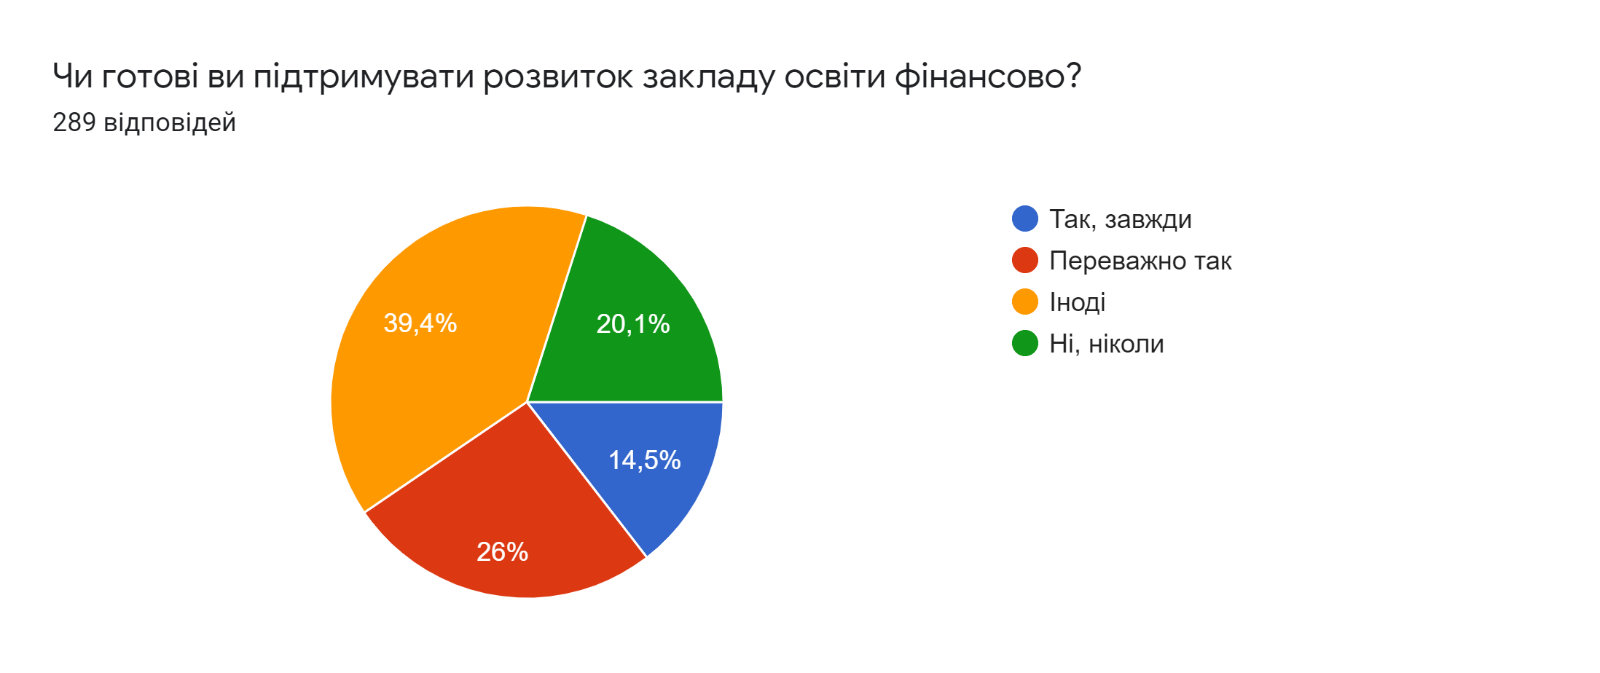 Чи готові ви підтримувати розвиток закладу освіти фінансово?
289 відповідей
Так, завжди
Переважно так
Іноді
Ні, ніколи
39,4%
20,1%
14,5%
26%